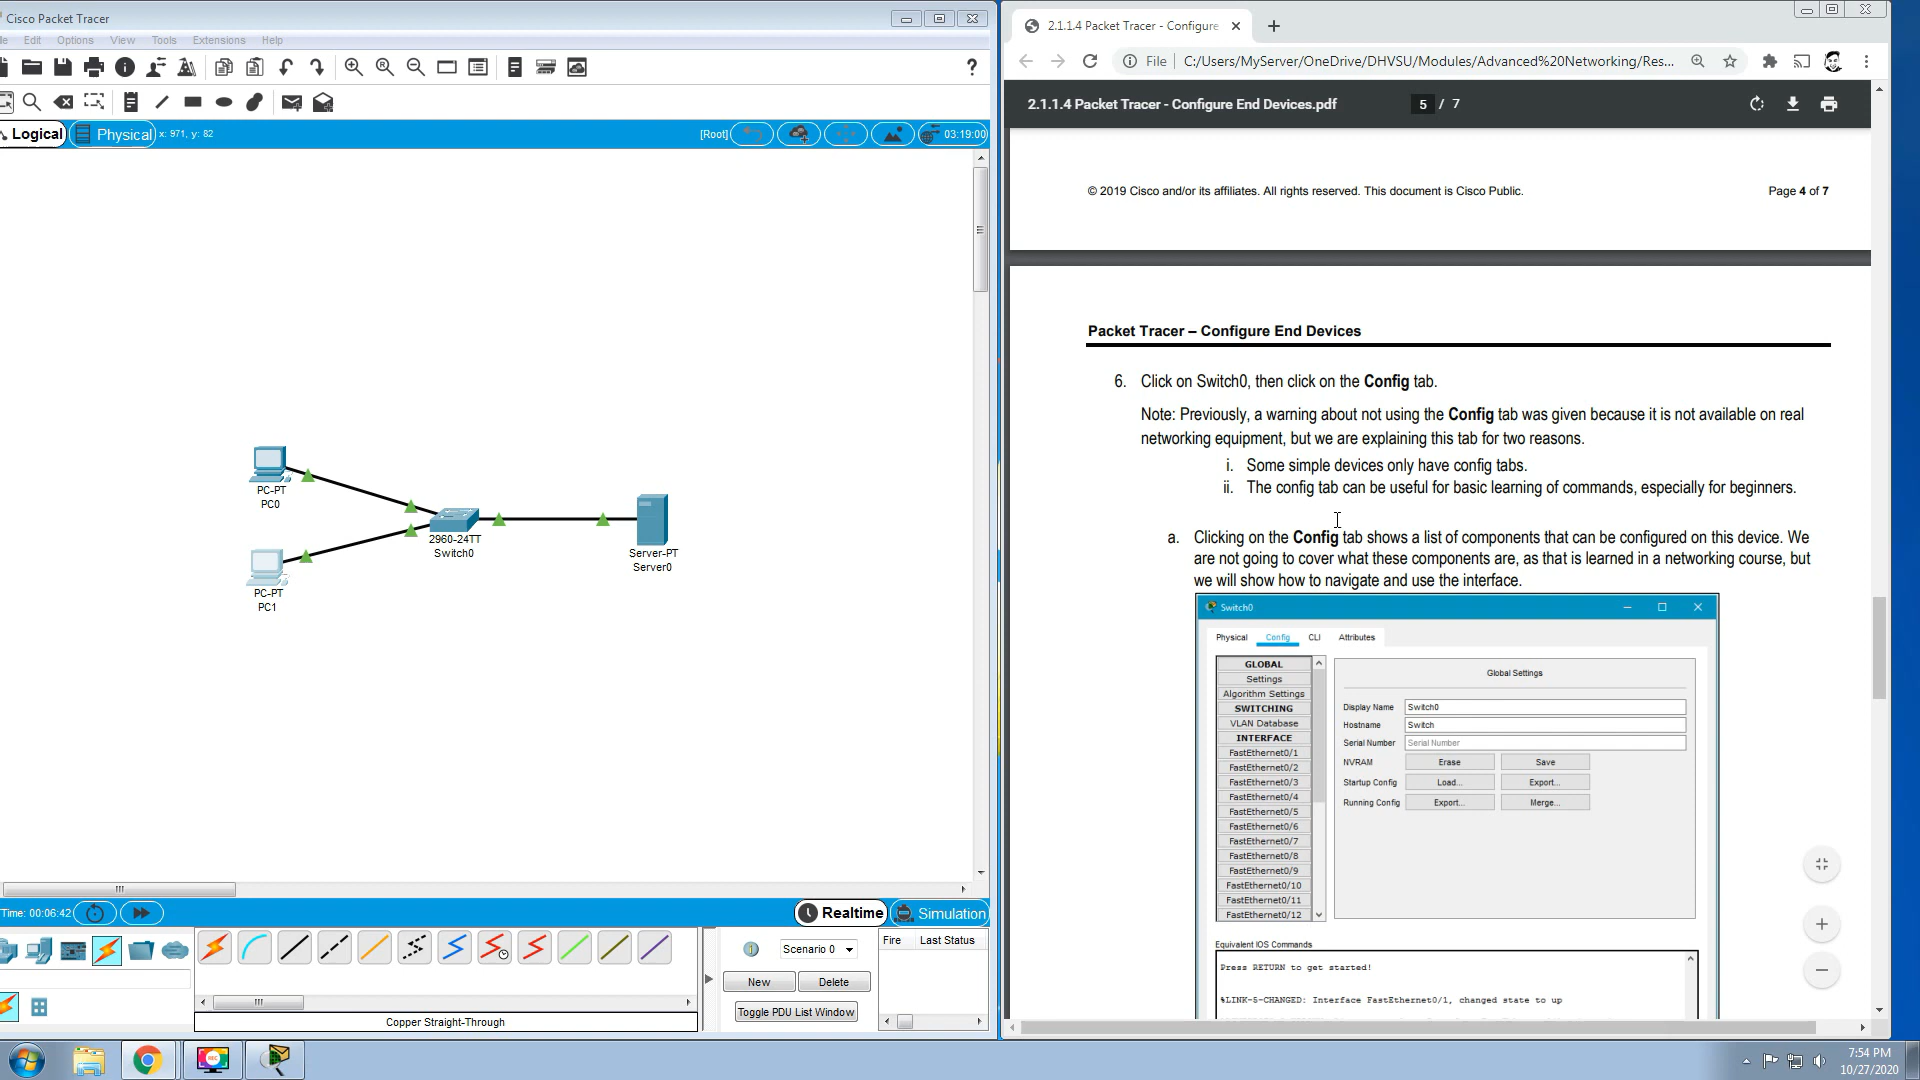 Cisco Packet Tracer
Edit Options View Tools Extensions Help
?
Logical
Physical
x: 971, y: 82
[Root]
03:19:00
PC-PT
PC0
2960-24TT
Switch0
Server-PT
Server0
PC-PT
PC1
Time: 00:06:42
Realtime
Simulation
Scenario 0
Fire
Last Status
New
Delete
Toggle PDU List Window
Copper Straight-Through
2.1.1.4 Packet Tracer - Configure
File
C:/Users/MyServer/OneDrive/DHVSU/Modules/Advanced%20Networking/Res...
2.1.1.4 Packet Tracer - Configure End Devices.pdf
5 / 7
© 2019 Cisco and/or its affiliates. All rights reserved. This document is Cisco Public.
Page 4 of 7
Packet Tracer – Configure End Devices
6. Click on Switch0, then click on the Config tab.
Note: Previously, a warning about not using the Config tab was given because it is not available on real
networking equipment, but we are explaining this tab for two reasons.
i. Some simple devices only have config tabs.
ii. The config tab can be useful for basic learning of commands, especially for beginners.
a. Clicking on the Config tab shows a list of components that can be configured on this device. We
are not going to cover what these components are, as that is learned in a networking course, but
we will show how to navigate and use the interface.
Switch0
Physical Config CLI Attributes
GLOBAL
Settings
Algorithm Settings
SWITCHING
VLAN Database
INTERFACE
FastEthernet0/1
FastEthernet0/2
FastEthernet0/3
FastEthernet0/4
FastEthernet0/5
FastEthernet0/6
FastEthernet0/7
FastEthernet0/8
FastEthernet0/9
FastEthernet0/10
FastEthernet0/11
FastEthernet0/12
Global Settings
Display Name Switch0
Hostname Switch
Serial Number Serial Number
NVRAM Erase Save
Startup Config Load... Export...
Running Config Export... Merge...
Equivalent IOS Commands
Press RETURN to get started!
%LINK-5-CHANGED: Interface FastEthernet0/1, changed state to up
REC
7:54 PM
10/27/2020